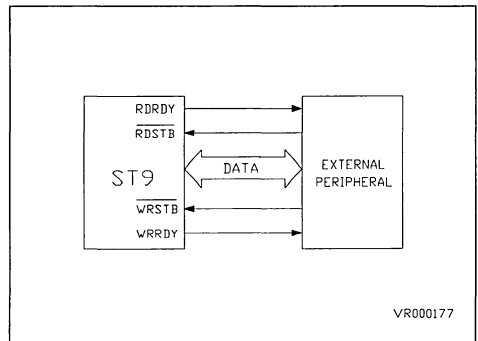 RDRDY
RDSTB
DATA
ST9
EXTERNAL
PERIPHERAL
WRSTB
WRRDY
VR000177